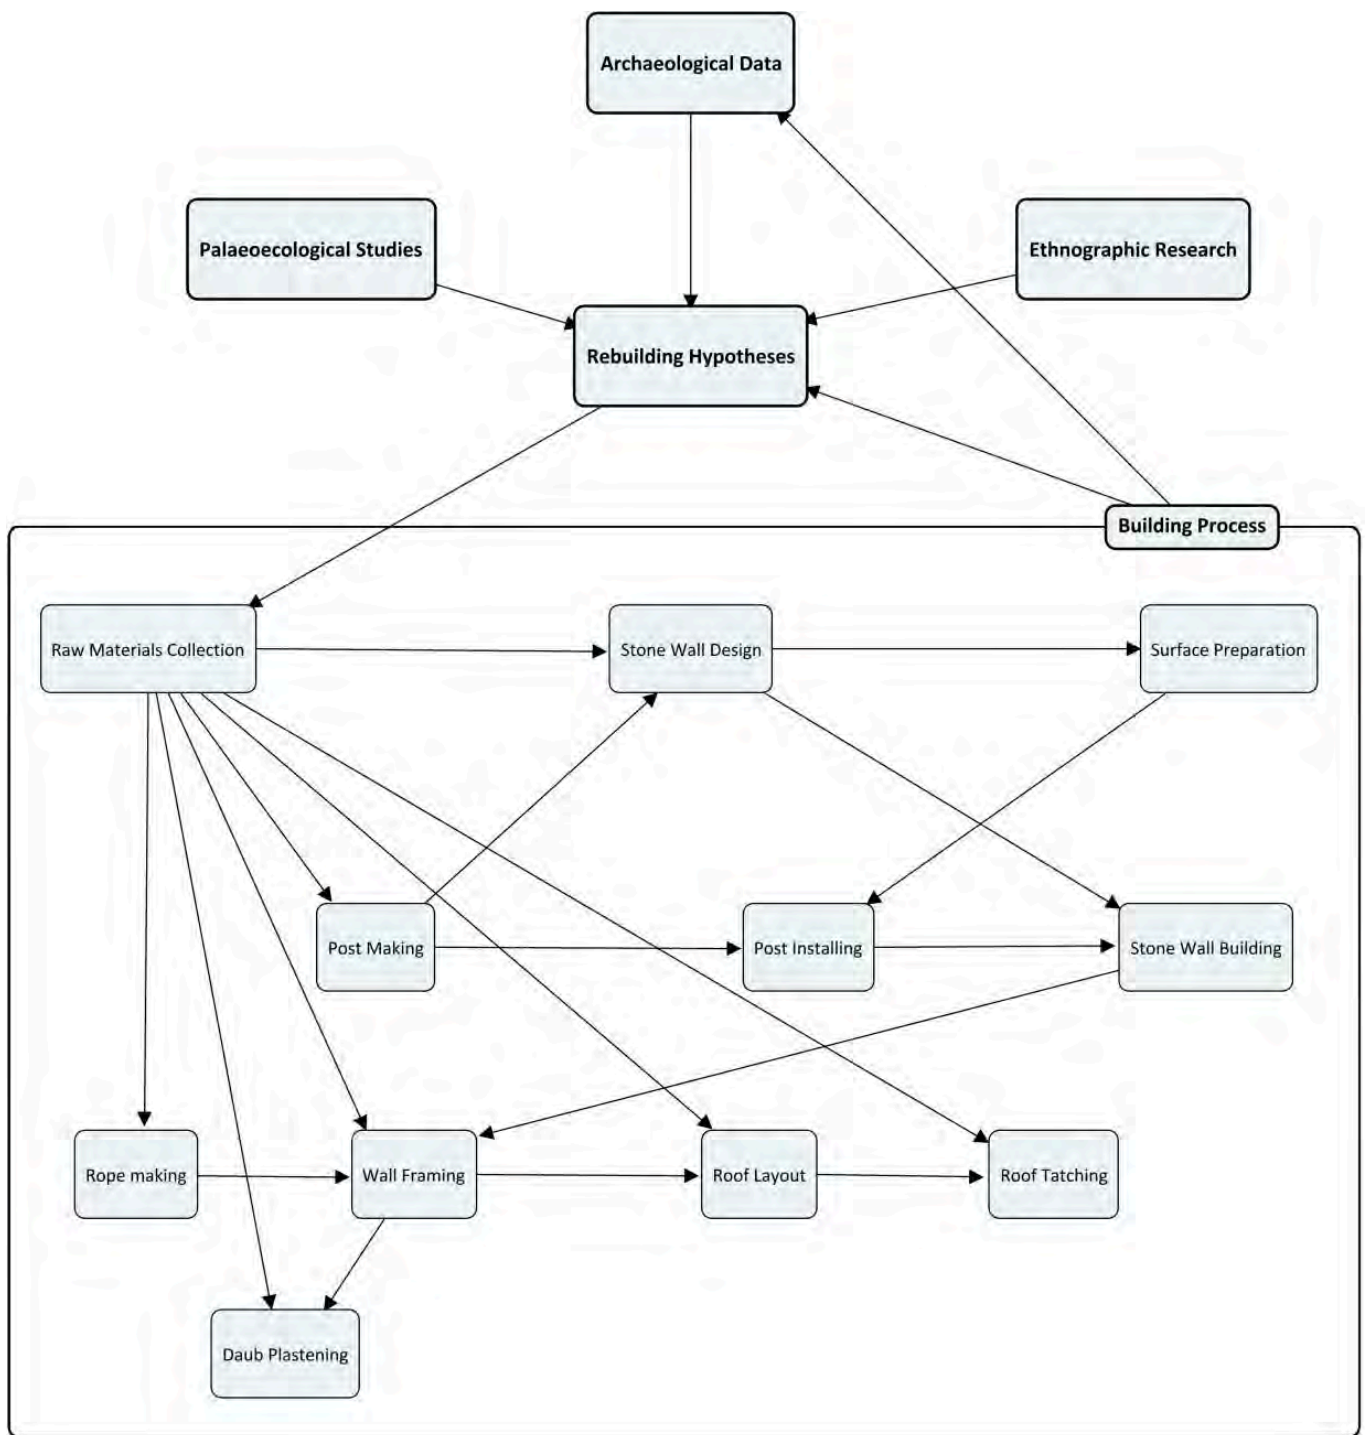 Archaeological Data
Palaeoecological Studies
Ethnographic Research
Rebuilding Hypotheses
Building Process
Raw Materials Collection
Stone Wall Design
Surface Preparation
Post Making
Post Installing
Stone Wall Building
Rope making
Wall Framing
Roof Layout
Roof Tatching
Daub Plastening